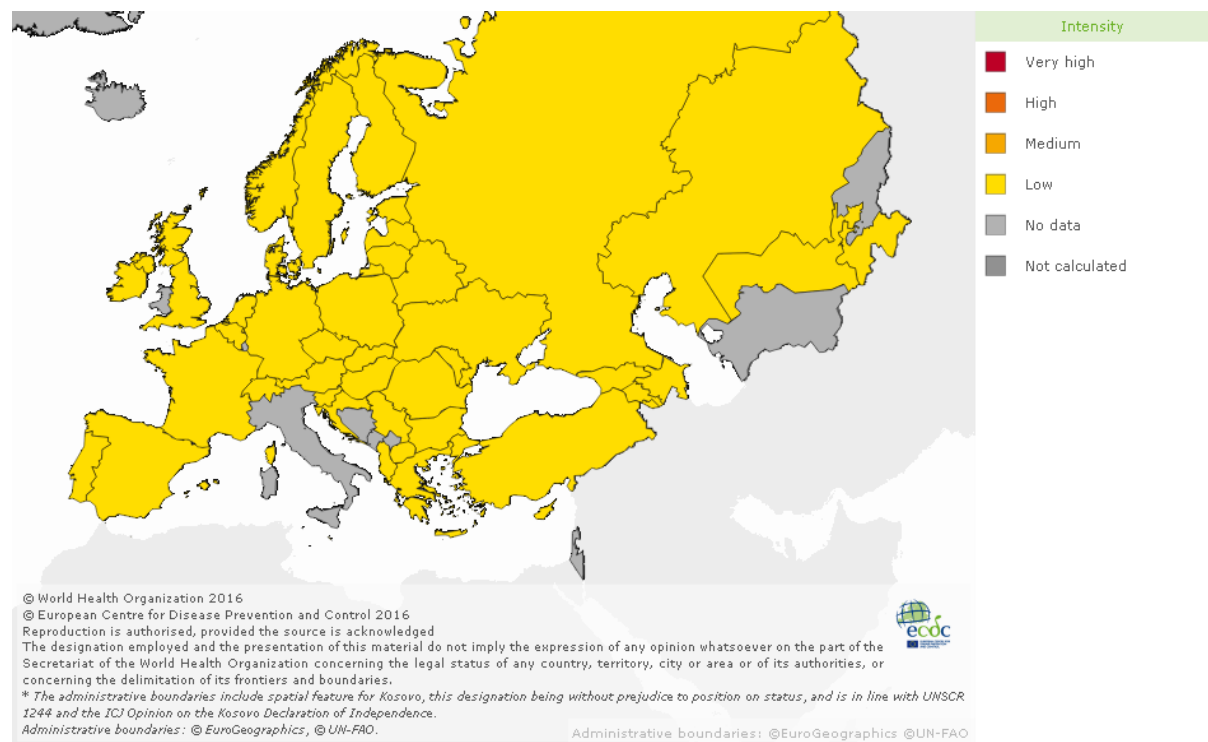 Intensity
Very high
High
Medium
Low
No data
Not calculated
© World Health Organization 2016
© European Centre for Disease Prevention and Control 2016
Reproduction is authorised, provided the source is acknowledged
The designation employed and the presentation of this material do not imply the expression of any opinion whatsoever on the part of the
Secretariat of the World Health Organization concerning the legal status of any country, territory, city or area or of its authorities, or
concerning the delimitation of its frontiers and boundaries.
* The administrative boundaries include spatial feature for Kosovo, this designation being without prejudice to position on status, and is in line with UNSCR
1244 and the ICJ Opinion on the Kosovo Declaration of Independence.
Administrative boundaries: © EuroGeographics, © UN-FAO.
ecdc
Administrative boundaries: ©EuroGeographics ©UN-FAO